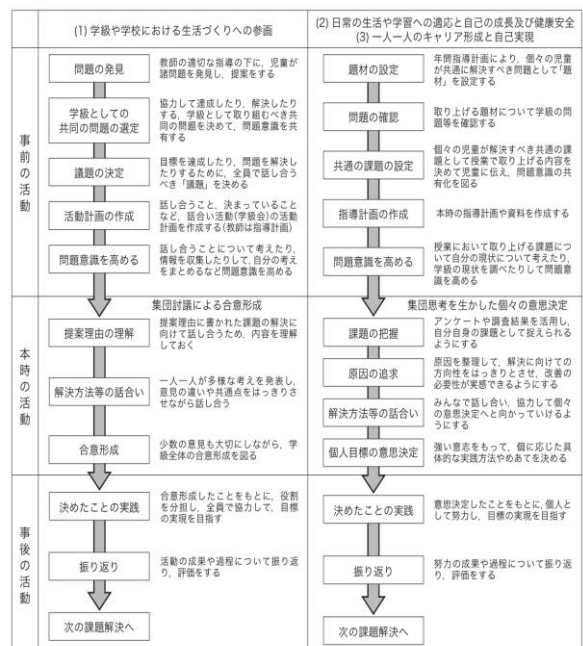 (1) 学級や学校における生活づくりへの参画
(2) 日常の生活や学習への適応と自己の成長及び健康安全
(3) 一人一人のキャリア形成と自己実現
事前の活動
問題の発見
教師の適切な指導の下に，児童が
諸問題を発見し，提案をする
学級としての
共同の問題の選定
協力して達成したり，解決したり
する，学級として取り組むべき共
同の問題を決めて，問題意識を共
有する
議題の決定
目標を達成したり，問題を解決し
たりするために，全員で話し合う
べき「議題」を決める
活動計画の作成
話し合うこと，決まっていること
など，話合い活動(学級会)の活動
計画を作成する(教師は指導計画)
問題意識を高める
話し合うことについて考えたり，
情報を収集したりして，自分の考え
をまとめるなど問題意識を高める
題材の設定
年間指導計画により，個々の児童
が共通に解決すべき問題として「題
材」を設定する
問題の確認
取り上げる題材について学級の問
題等を確認する
共通の課題の設定
個々の児童が解決すべき共通の課
題として授業で取り上げる内容を
決めて児童に伝え，問題意識の共
有化を図る
指導計画の作成
本時の指導計画や資料を作成する
問題意識を高める
授業において取り上げる課題につ
いて自分の現状について考えたり，
学級の現状を調べたりして問題意
識を高める
本時の活動
集団討議による合意形成
提案理由の理解
提案理由に書かれた課題の解決に
向けて話し合うため，内容を理解
しておく
解決方法等の話合い
一人一人が多様な考えを発表し，
意見の違いや共通点をはっきりさ
せながら話し合う
合意形成
少数の意見も大切にしながら，学
級全体の合意形成を図る
集団思考を生かした個々の意思決定
課題の把握
アンケートや調査結果を活用し，
自分自身の課題として捉えられる
ようにする
原因の追求
原因を整理して，解決に向けての
方向性をはっきりとさせ，改善の
必要性が実感できるようにする
解決方法等の話合い
みんなで話し合い，協力して個々
の意思決定へと向かっていけるよ
うにする
個人目標の意思決定
強い意志をもって，個に応じた具
体的な実践方法やめあてを決める
事後の活動
決めたことの実践
合意形成したことをもとに，役割
を分担し，全員で協力して，目標
の実現を目指す
振り返り
活動の成果や過程について振り返
り，評価をする
次の課題解決へ
決めたことの実践
意思決定したことをもとに，個人と
して努力し，目標の実現を目指す
振り返り
努力の成果や過程について振り返
り，評価をする
次の課題解決へ